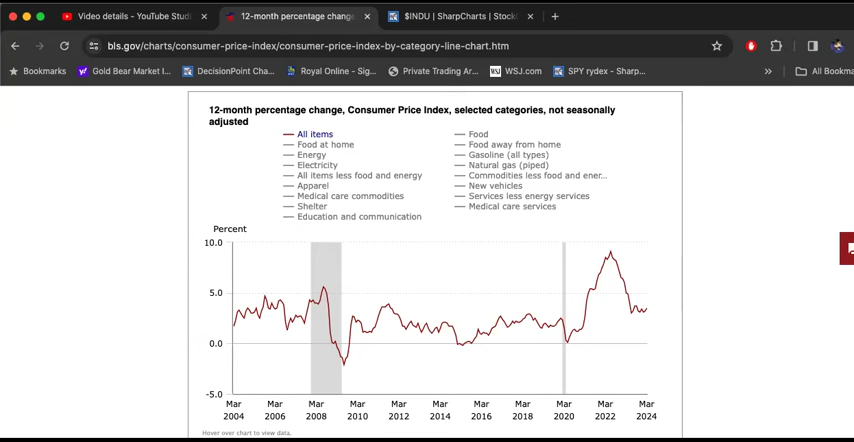 Video details - YouTube Stud
12-month percentage change,
$INDU | SharpCharts | StockC
bls.gov/charts/consumer-price-index/consumer-price-index-by-category-line-chart.htm
Bookmarks
Gold Bear Market I...
DecisionPoint Cha...
Royal Online - Sig...
Private Trading Ar...
WSJ WSJ.com
SPY rydex - Sharp...
All Bookma
12-month percentage change, Consumer Price Index, selected categories, not seasonally
adjusted
All items
Food
Food at home
Food away from home
Energy
Gasoline (all types)
Electricity
Natural gas (piped)
All items less food and energy
Commodities less food and ener...
Apparel
New vehicles
Medical care commodities
Services less energy services
Shelter
Medical care services
Education and communication
Percent
10.0
5.0
0.0
-5.0
Mar Mar Mar Mar Mar Mar Mar Mar Mar Mar Mar
2004 2006 2008 2010 2012 2014 2016 2018 2020 2022 2024
Hover over chart to view data.